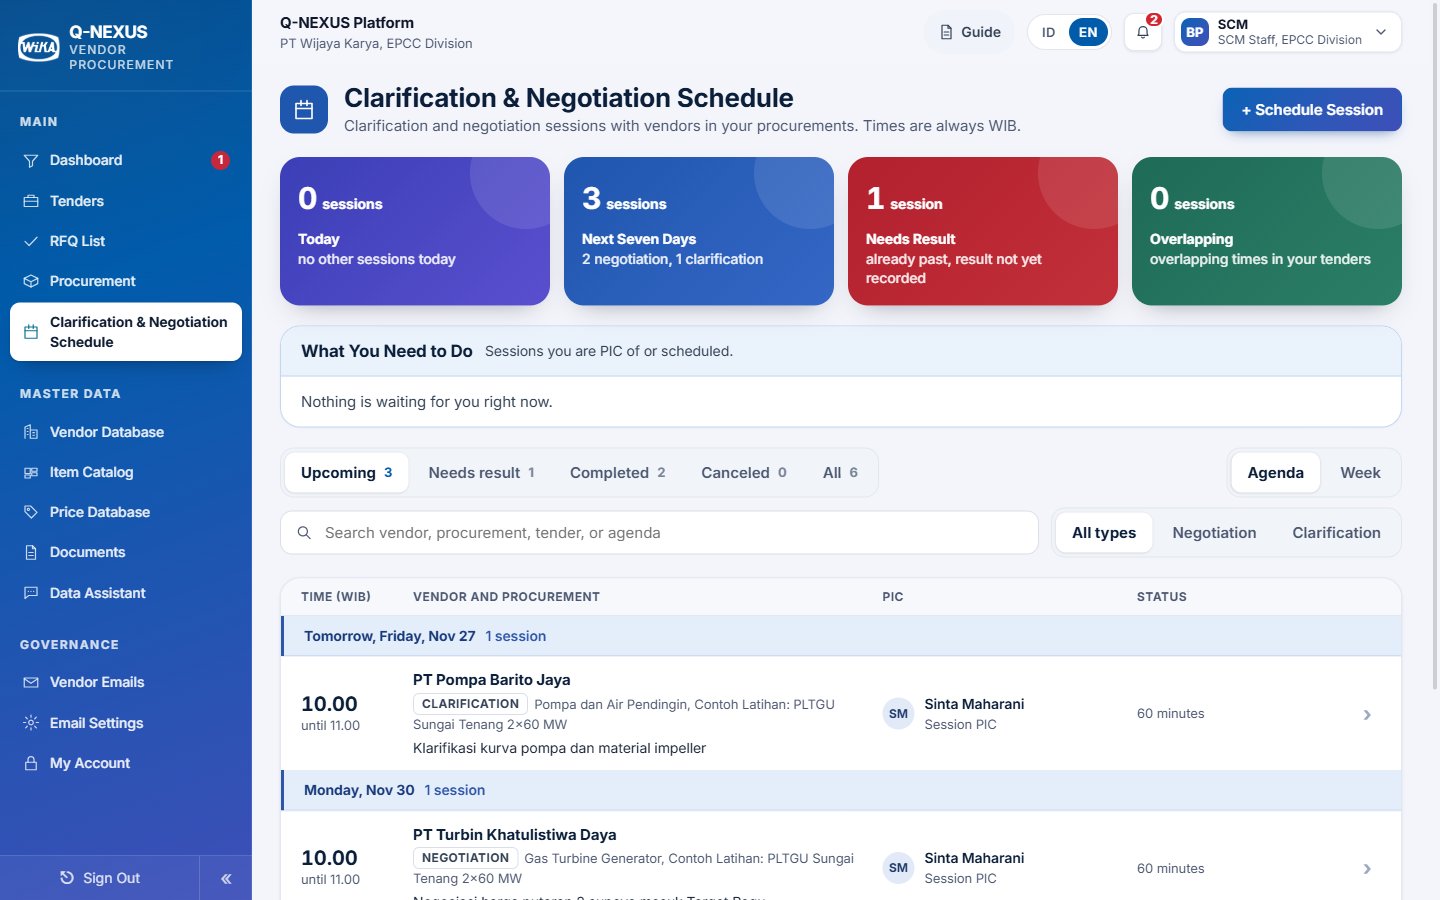 WiKA
Q-NEXUS
VENDOR
PROCUREMENT
MAIN
Dashboard 1
Tenders
RFQ List
Procurement
Clarification & Negotiation
Schedule
MASTER DATA
Vendor Database
Item Catalog
Price Database
Documents
Data Assistant
GOVERNANCE
Vendor Emails
Email Settings
My Account
Sign Out «
Q-NEXUS Platform
PT Wijaya Karya, EPCC Division
Guide
ID EN
2
BP
SCM
SCM Staff, EPCC Division
Clarification & Negotiation Schedule
Clarification and negotiation sessions with vendors in your procurements. Times are always WIB.
+ Schedule Session
0 sessions
Today
no other sessions today
3 sessions
Next Seven Days
2 negotiation, 1 clarification
1 session
Needs Result
already past, result not yet
recorded
0 sessions
Overlapping
overlapping times in your tenders
What You Need to Do Sessions you are PIC of or scheduled.
Nothing is waiting for you right now.
Upcoming 3 Needs result 1 Completed 2 Canceled 0 All 6
Agenda Week
Search vendor, procurement, tender, or agenda
All types Negotiation Clarification
TIME (WIB) VENDOR AND PROCUREMENT PIC STATUS
Tomorrow, Friday, Nov 27 1 session
10.00
until 11.00
PT Pompa Barito Jaya
CLARIFICATION Pompa dan Air Pendingin, Contoh Latihan: PLTGU
Sungai Tenang 2×60 MW
Klarifikasi kurva pompa dan material impeller
SM
Sinta Maharani
Session PIC
60 minutes
Monday, Nov 30 1 session
10.00
until 11.00
PT Turbin Khatulistiwa Daya
NEGOTIATION Gas Turbine Generator, Contoh Latihan: PLTGU Sungai
Tenang 2×60 MW
SM
Sinta Maharani
Session PIC
60 minutes